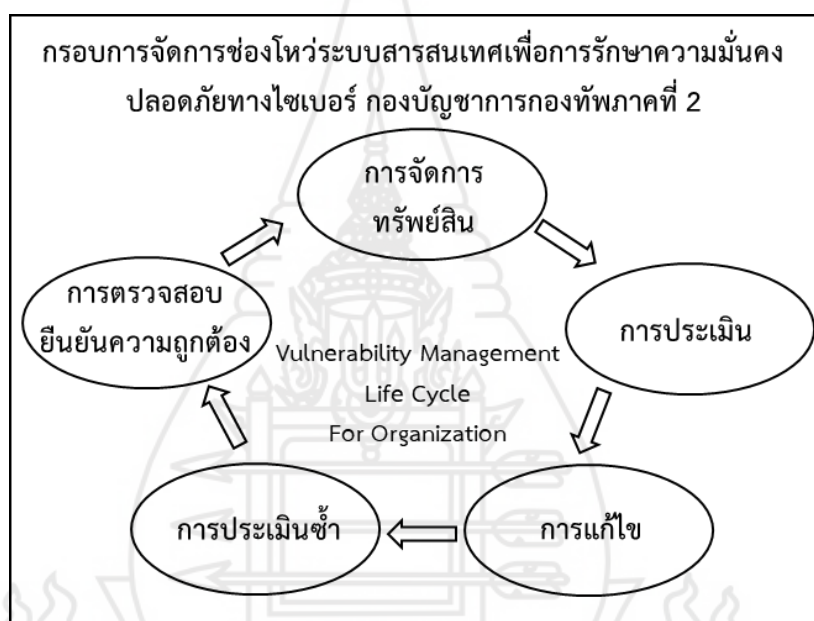 กรอบการจัดการช่องโหว่ระบบสารสนเทศเพื่อการรักษาความมั่นคง
ปลอดภัยทางไซเบอร์ กองบัญชาการกองทัพภาคที่ 2
การจัดการ
ทรัพย์สิน
การตรวจสอบ
ยืนยันความถูกต้อง
การประเมิน
Vulnerability Management
Life Cycle
For Organization
การประเมินซ้ำ
การแก้ไข